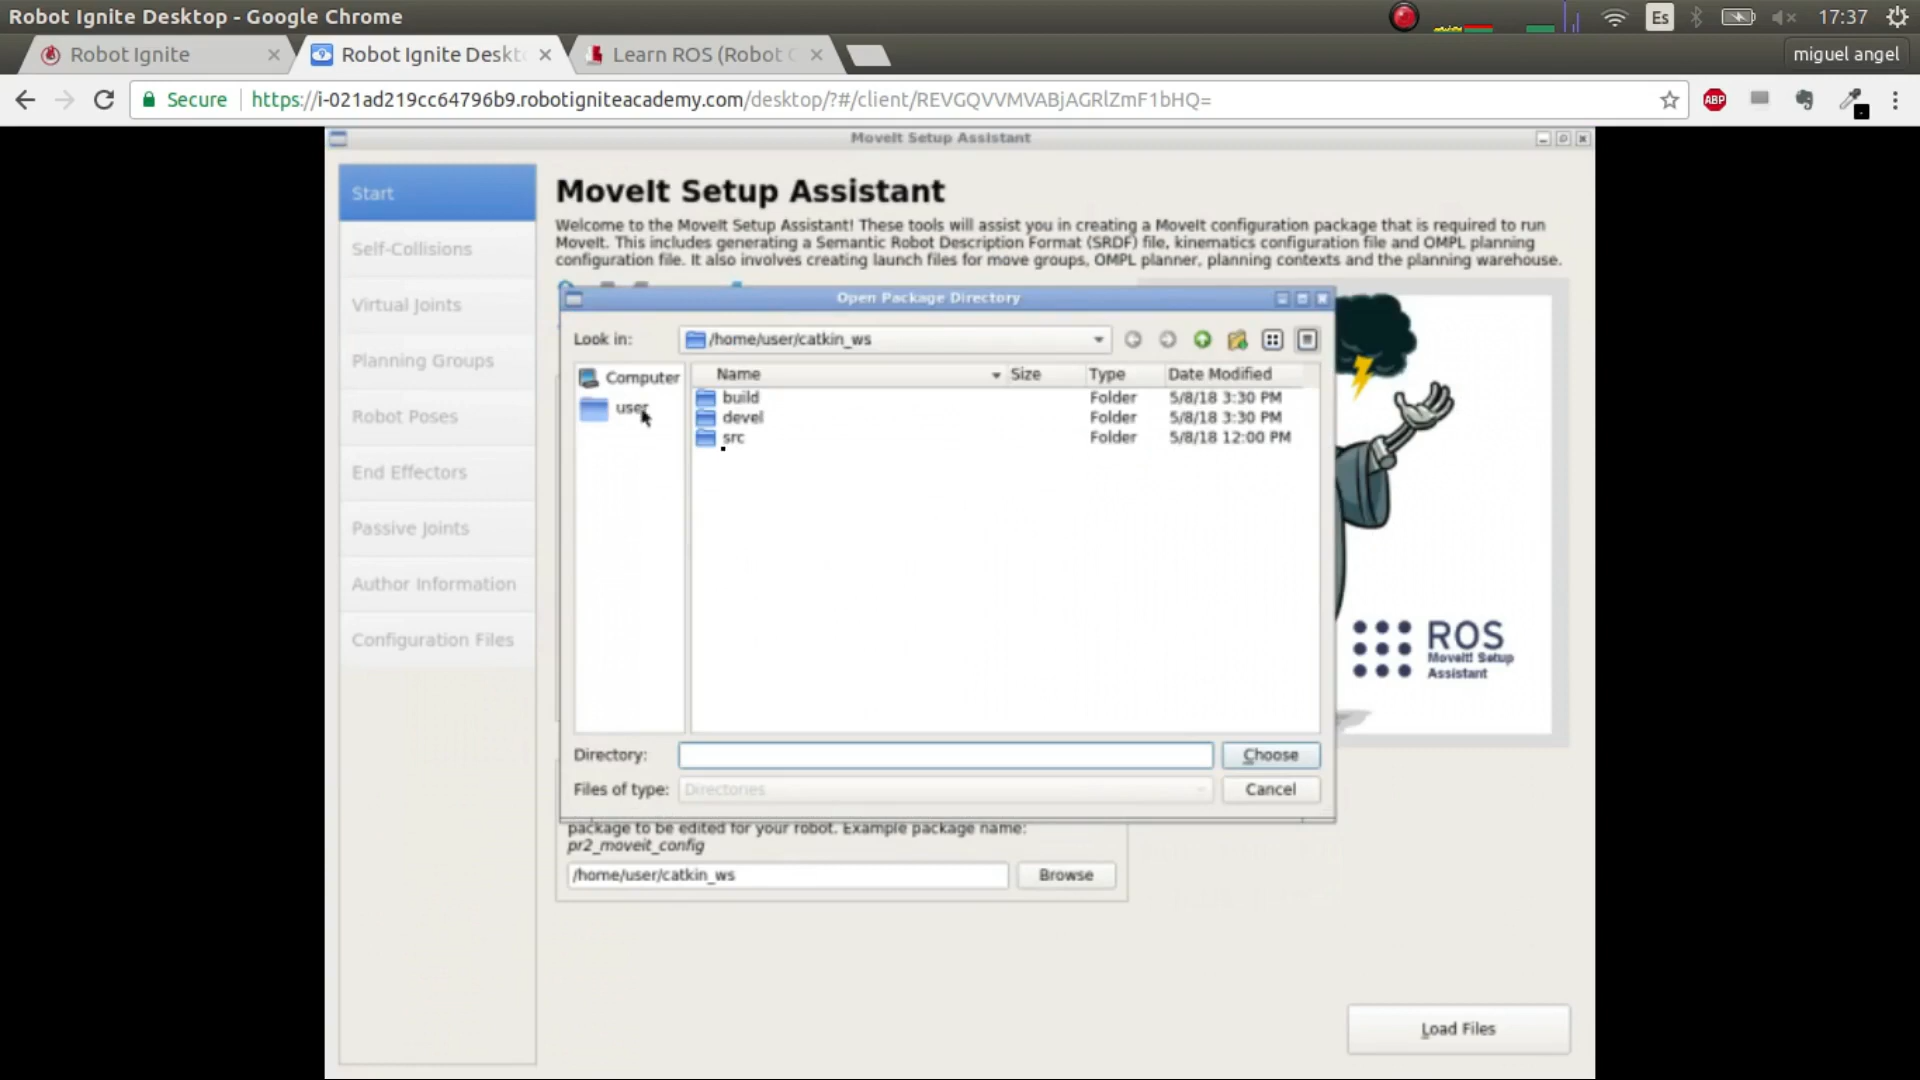 Robot Ignite Desktop - Google Chrome
Es
17:37
Robot Ignite
Robot Ignite Deskt
Learn ROS (Robot
miguel angel
Secure
https://i-021ad219cc64796b9.robotigniteacademy.com/desktop/?#/client/REVGQVVMVABjAGRlZmF1bHQ=
ABP
MoveIt Setup Assistant
Start
Self-Collisions
Virtual Joints
Planning Groups
Robot Poses
End Effectors
Passive Joints
Author Information
Configuration Files
MoveIt Setup Assistant
Welcome to the MoveIt Setup Assistant! These tools will assist you in creating a MoveIt configuration package that is required to run
MoveIt. This includes generating a Semantic Robot Description Format (SRDF) file, kinematics configuration file and OMPL planning
configuration file. It also involves creating launch files for move groups, OMPL planner, planning contexts and the planning warehouse.
Open Package Directory
Look in: /home/user/catkin_ws
Computer
user
Name Size Type Date Modified
build Folder 5/8/18 3:30 PM
devel Folder 5/8/18 3:30 PM
src Folder 5/8/18 12:00 PM
Directory: Choose
Files of type: Directories Cancel
ROS
MoveIt! Setup
Assistant
package to be edited for your robot. Example package name:
pr2_moveit_config
/home/user/catkin_ws Browse
Load Files